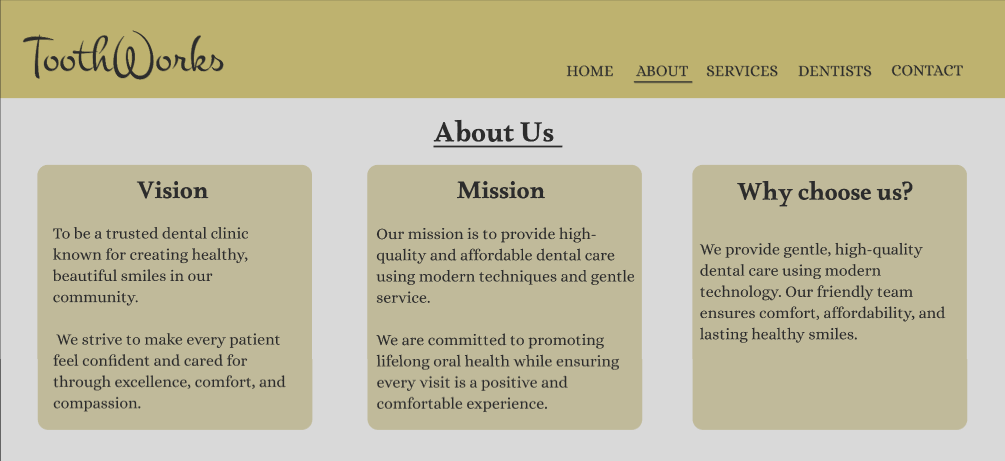 ToothWorks
HOME ABOUT SERVICES DENTISTS CONTACT
About Us
Vision
To be a trusted dental clinic
known for creating healthy,
beautiful smiles in our
community.
We strive to make every patient
feel confident and cared for
through excellence, comfort, and
compassion.
Mission
Our mission is to provide high-
quality and affordable dental care
using modern techniques and gentle
service.
We are committed to promoting
lifelong oral health while ensuring
every visit is a positive and
comfortable experience.
Why choose us?
We provide gentle, high-quality
dental care using modern
technology. Our friendly team
ensures comfort, affordability, and
lasting healthy smiles.